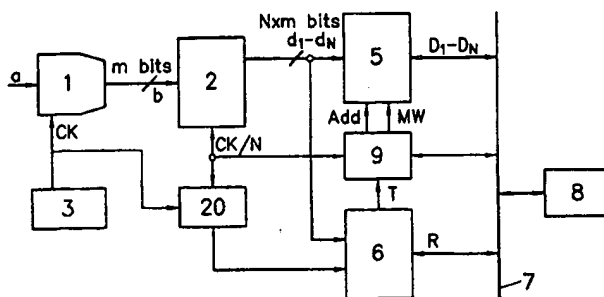 N×m bits
d₁-dN
a
1
m bits
b
2
5
D₁-DN
CK
Add
MW
CK/N
9
3
20
T
8
6
R
7